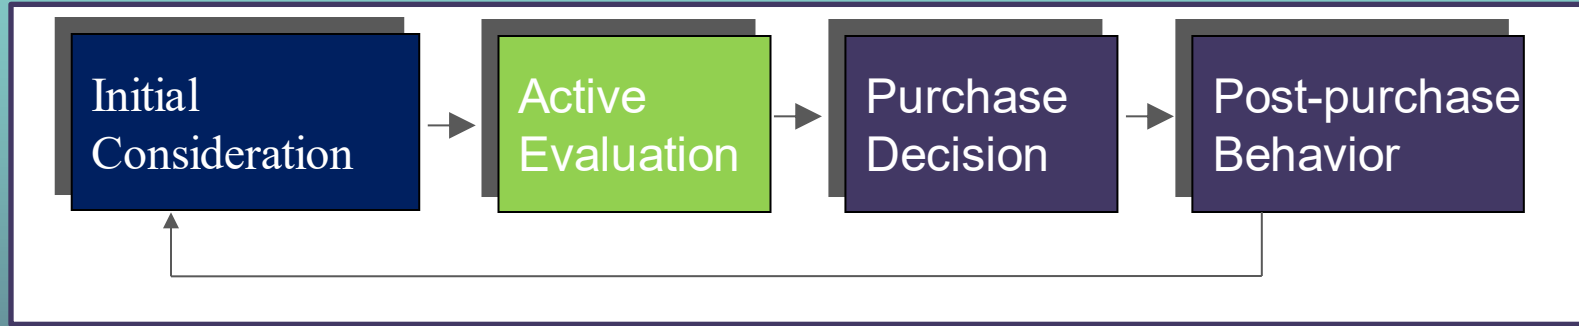 Initial
Consideration
Active
Evaluation
Purchase
Decision
Post-purchase
Behavior